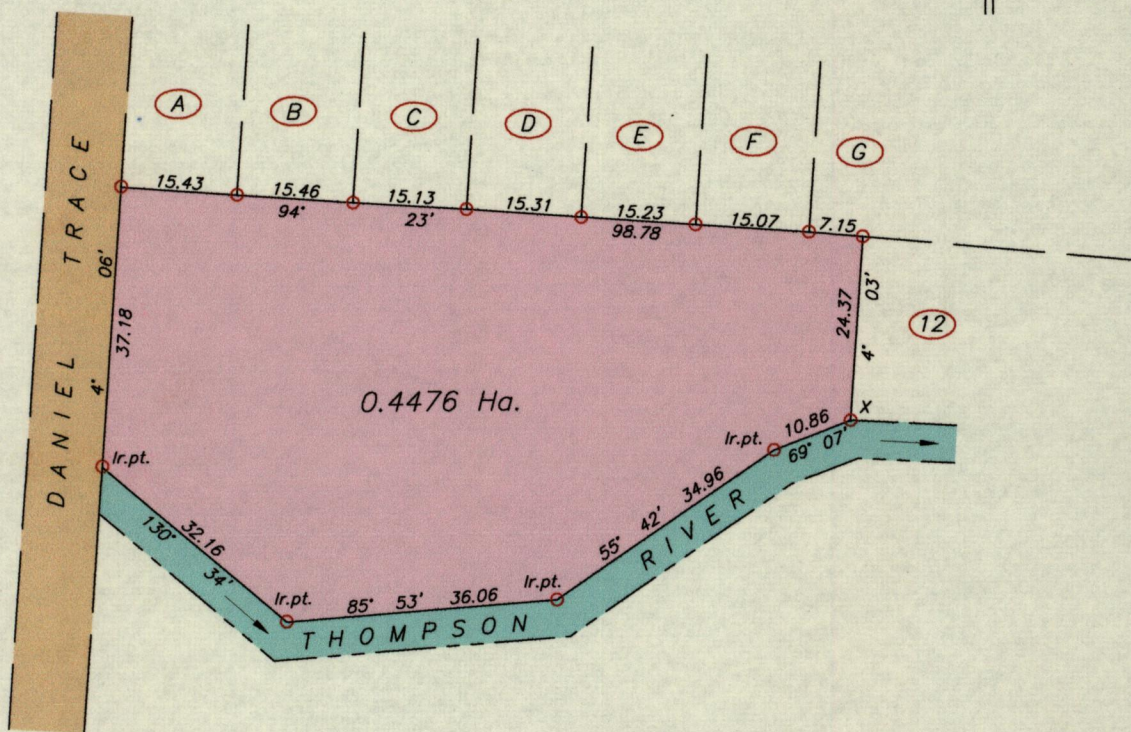 A
B
C
D
E
F
G
15.43
15.46
15.13
15.31
15.23
15.07
7.15
94° 23' 98.78
DANIEL TRACE
4° 06'
37.18
24.37
4° 03'
12
0.4476 Ha.
x
10.86
69° 07'
Ir.pt.
34.96
55° 42'
RIVER
Ir.pt.
32.16
130° 34'
Ir.pt.
85° 53' 36.06
Ir.pt.
THOMPSON